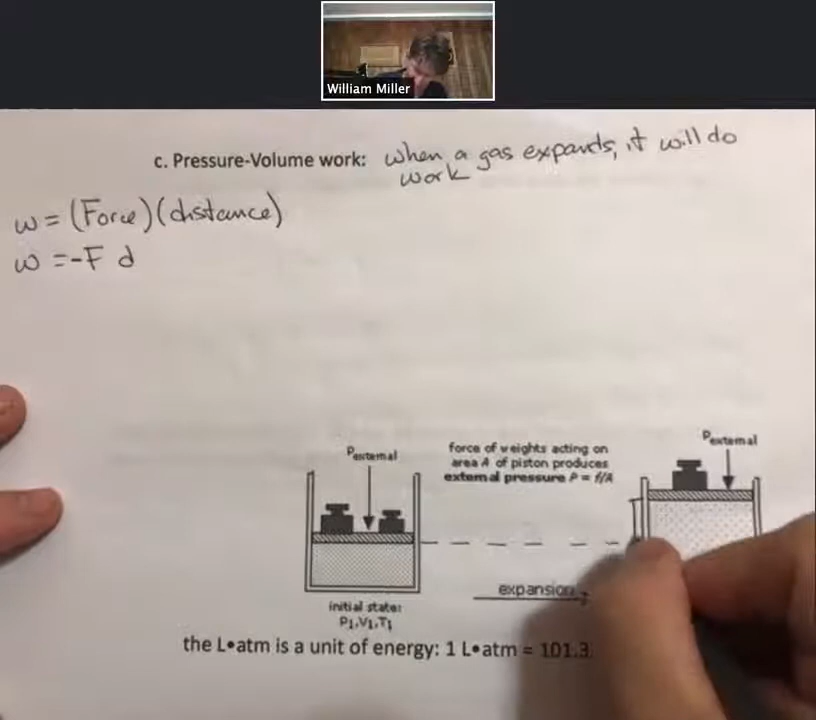 William Miller
c. Pressure-Volume work: when a gas expands, it will do
work
w = (Force)(distance)
w = -F d
Pexternal
force of weights acting on
area A of piston produces
external pressure P = f/A
Pexternal
expansion
initial state:
P1,V1,T1
the L•atm is a unit of energy: 1 L•atm = 101.3